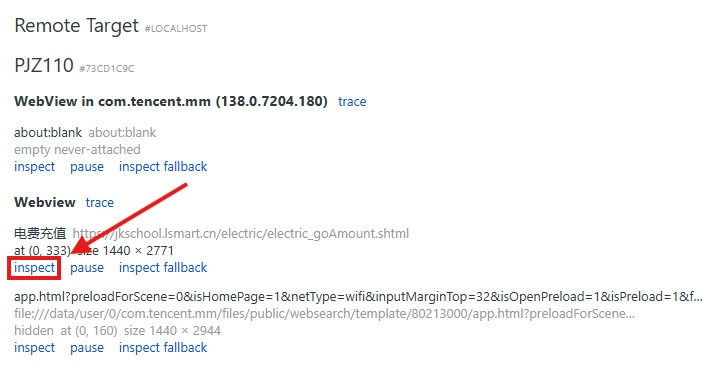 Remote Target #LOCALHOST
PJZ110 #73CD1C9C
WebView in com.tencent.mm (138.0.7204.180) trace
about:blank about:blank
empty never-attached
inspect pause inspect fallback
Webview trace
电费充值 https://jkschool.lsmart.cn/electric/electric_goAmount.shtml
at (0, 333) size 1440 × 2771
inspect pause inspect fallback
app.html?preloadForScene=0&isHomePage=1&netType=wifi&inputMarginTop=32&isOpenPreload=1&isPreload=1&f...
file:///data/user/0/com.tencent.mm/files/public/websearch/template/80213000/app.html?preloadForScene...
hidden at (0, 160) size 1440 × 2944
inspect pause inspect fallback